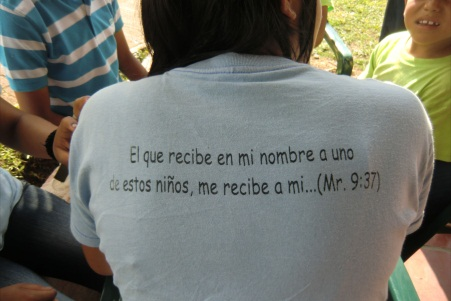 El que recibe en mi nombre a uno
de estos niños, me recibe a mi...(Mr. 9:37)